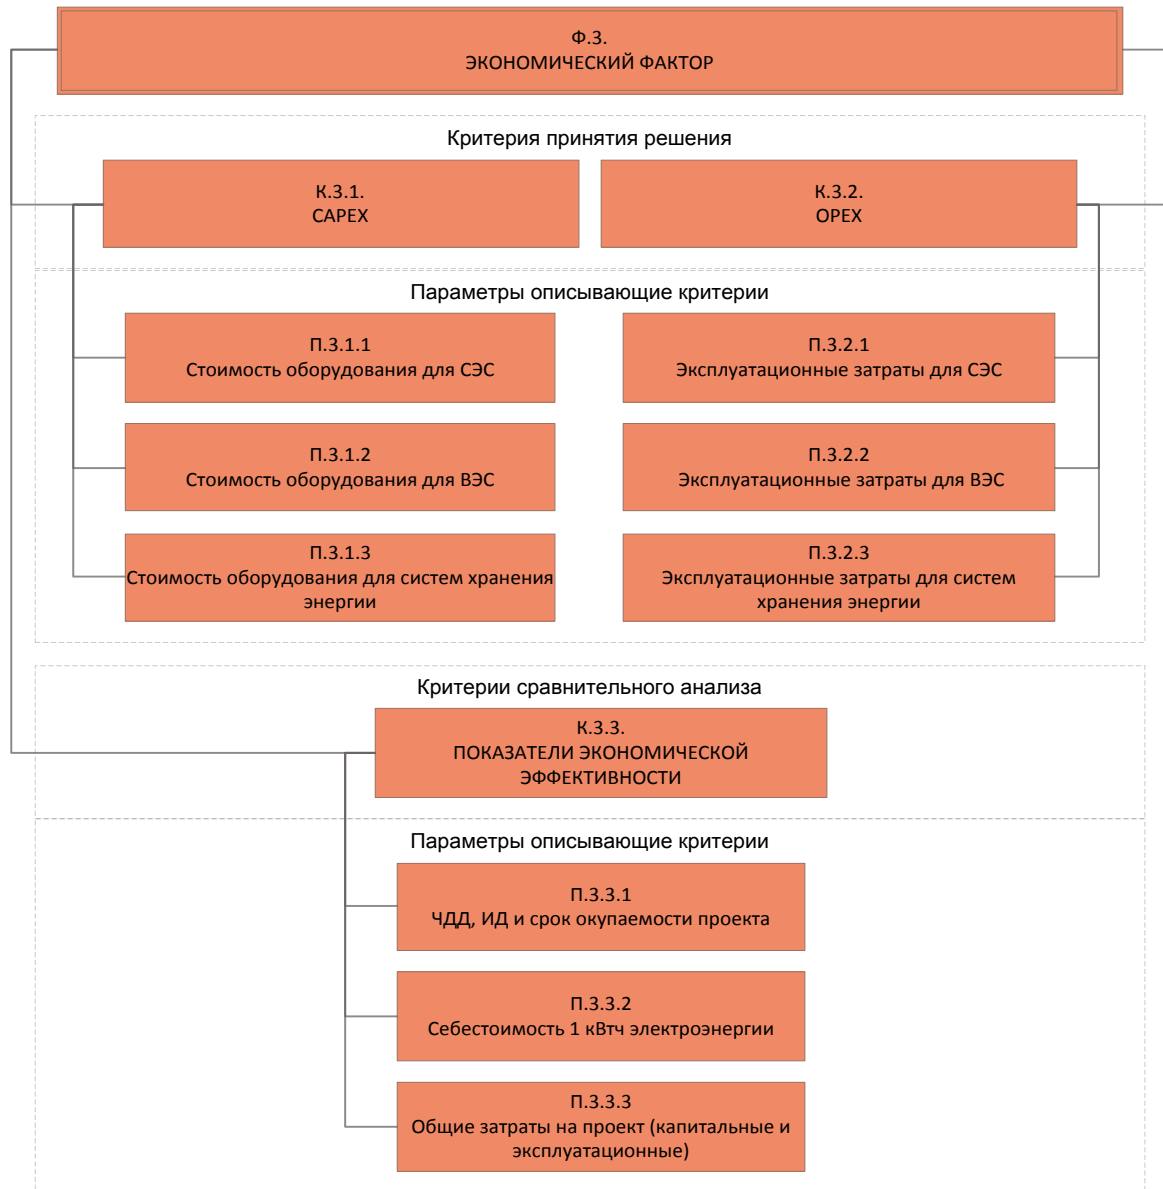 Ф.3.
ЭКОНОМИЧЕСКИЙ ФАКТОР
Критерия принятия решения
К.3.1.
CAPEX
К.3.2.
OPEX
Параметры описывающие критерии
П.3.1.1
Стоимость оборудования для СЭС
П.3.2.1
Эксплуатационные затраты для СЭС
П.3.1.2
Стоимость оборудования для ВЭС
П.3.2.2
Эксплуатационные затраты для ВЭС
П.3.1.3
Стоимость оборудования для систем хранения
энергии
П.3.2.3
Эксплуатационные затраты для систем
хранения энергии
Критерии сравнительного анализа
К.3.3.
ПОКАЗАТЕЛИ ЭКОНОМИЧЕСКОЙ
ЭФФЕКТИВНОСТИ
Параметры описывающие критерии
П.3.3.1
ЧДД, ИД и срок окупаемости проекта
П.3.3.2
Себестоимость 1 кВтч электроэнергии
П.3.3.3
Общие затраты на проект (капитальные и
эксплуатационные)